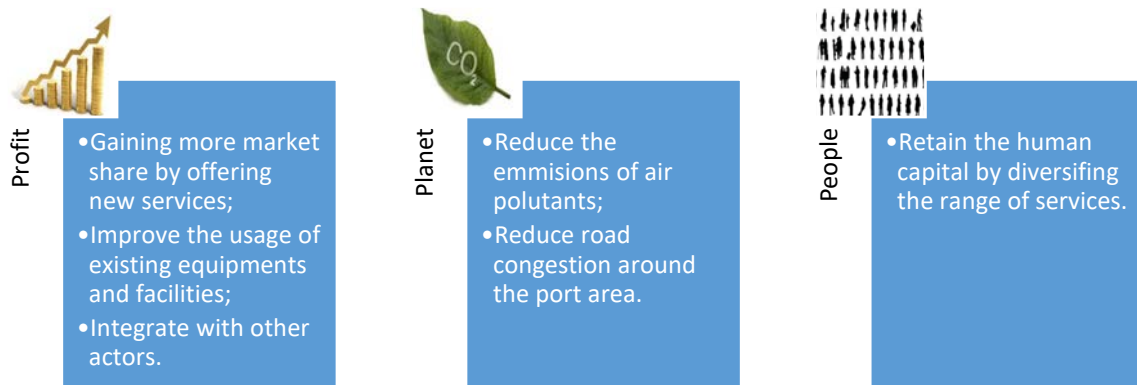 Profit
•Gaining more market
share by offering
new services;
•Improve the usage of
existing equipments
and facilities;
•Integrate with other
actors.
CO₂
Planet
•Reduce the
emmisions of air
polutants;
•Reduce road
congestion around
the port area.
People
•Retain the human
capital by diversifing
the range of services.